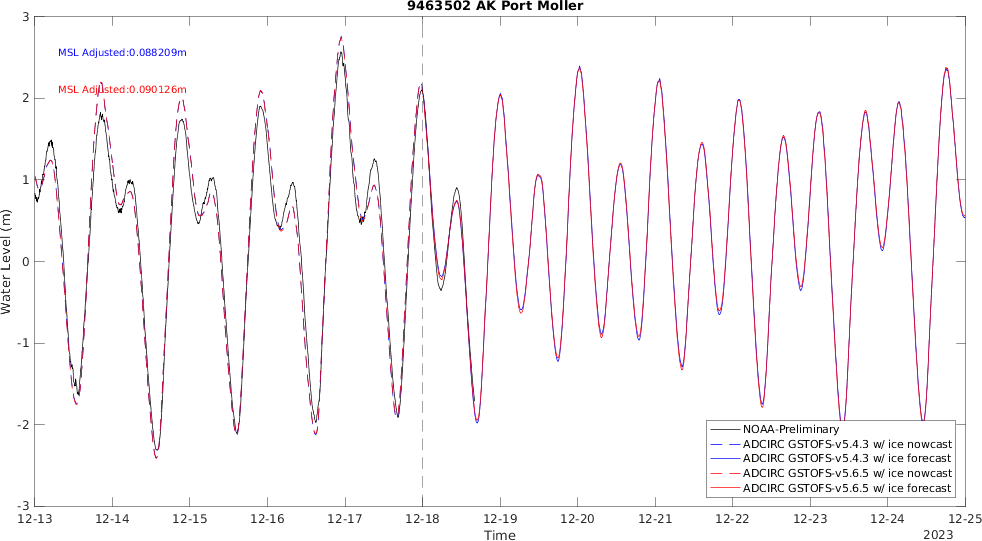 9463502 AK Port Moller
MSL Adjusted:0.088209m
MSL Adjusted:0.090126m
Water Level (m)
3
2
1
0
-1
-2
-3
NOAA-Preliminary
ADCIRC GSTOFS-v5.4.3 w/ ice nowcast
ADCIRC GSTOFS-v5.4.3 w/ ice forecast
ADCIRC GSTOFS-v5.6.5 w/ ice nowcast
ADCIRC GSTOFS-v5.6.5 w/ ice forecast
12-13 12-14 12-15 12-16 12-17 12-18 12-19 12-20 12-21 12-22 12-23 12-24 12-25
Time
2023